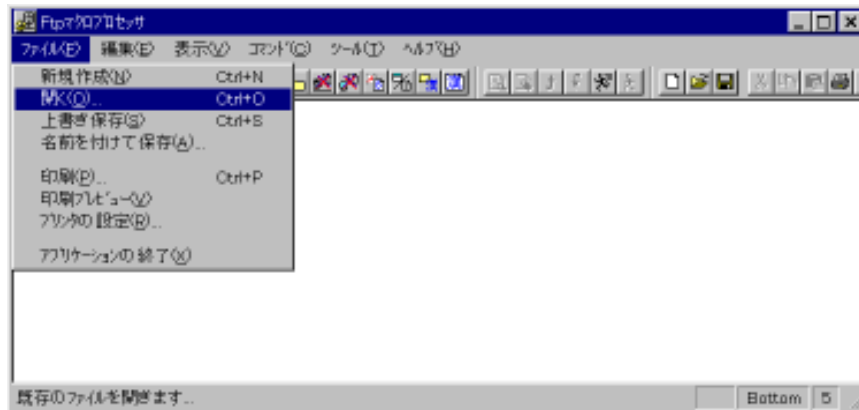 Ftpﾏｸﾛﾌﾟﾛｾｯｻ
ﾌｧｲﾙ(F) 編集(E) 表示(V) ｺﾏﾝﾄﾞ(C) ﾂｰﾙ(T) ﾍﾙﾌﾟ(H)
新規作成(N) Ctrl+N
開く(O)... Ctrl+O
上書き保存(S) Ctrl+S
名前を付けて保存(A)...
印刷(P)... Ctrl+P
印刷ﾌﾟﾚﾋﾞｭｰ(V)
ﾌﾟﾘﾝﾀの設定(R)...
ｱﾌﾟﾘｹｰｼｮﾝの終了(X)
既存のﾌｧｲﾙを開きます... Bottom 5